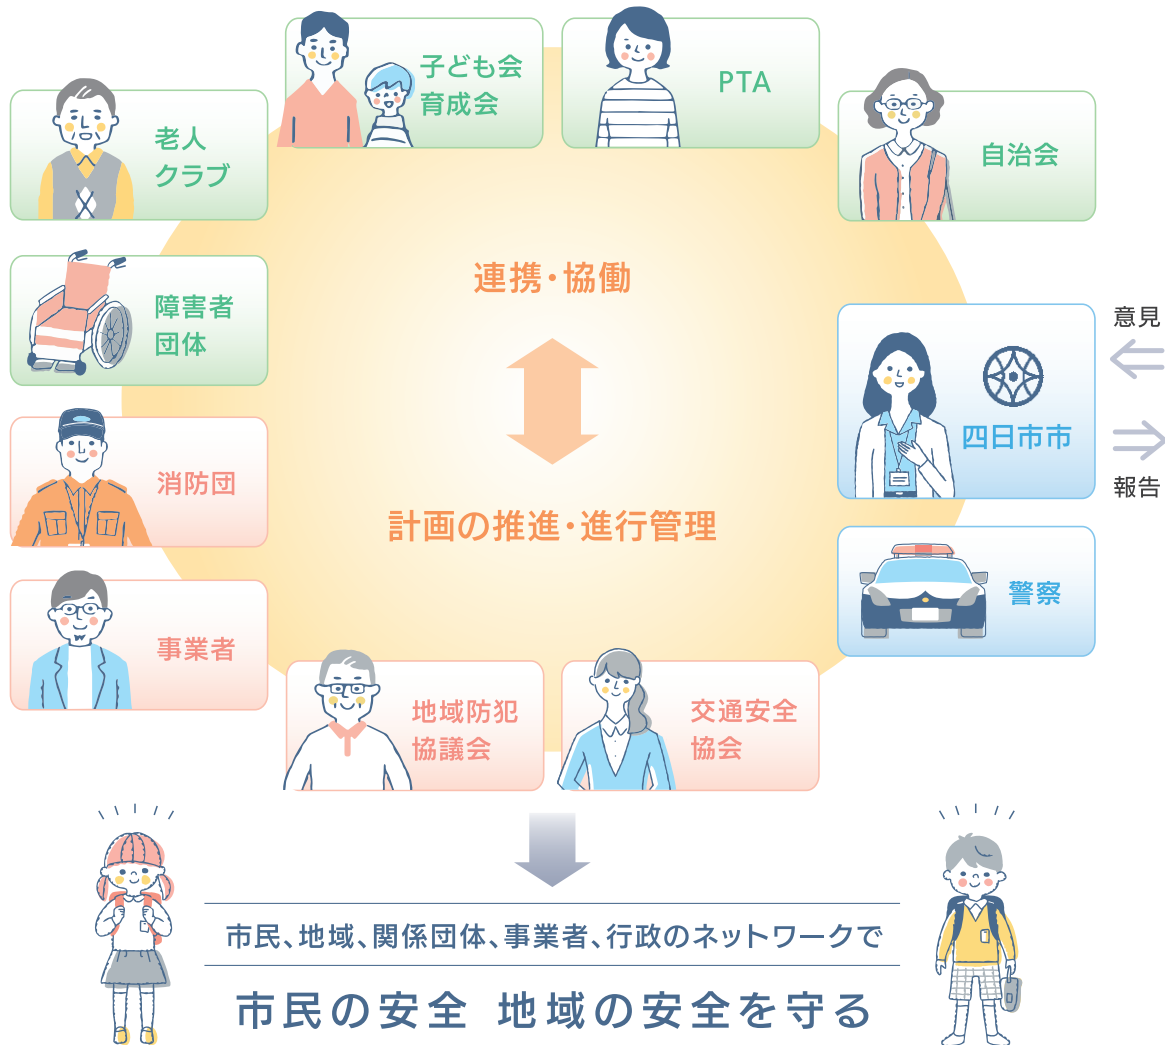 子ども会
育成会
PTA
老人
クラブ
自治会
障害者
団体
連携・協働
意見
四日市市
報告
消防団
計画の推進・進行管理
警察
事業者
地域防犯
協議会
交通安全
協会
市民、地域、関係団体、事業者、行政のネットワークで
市民の安全 地域の安全を守る